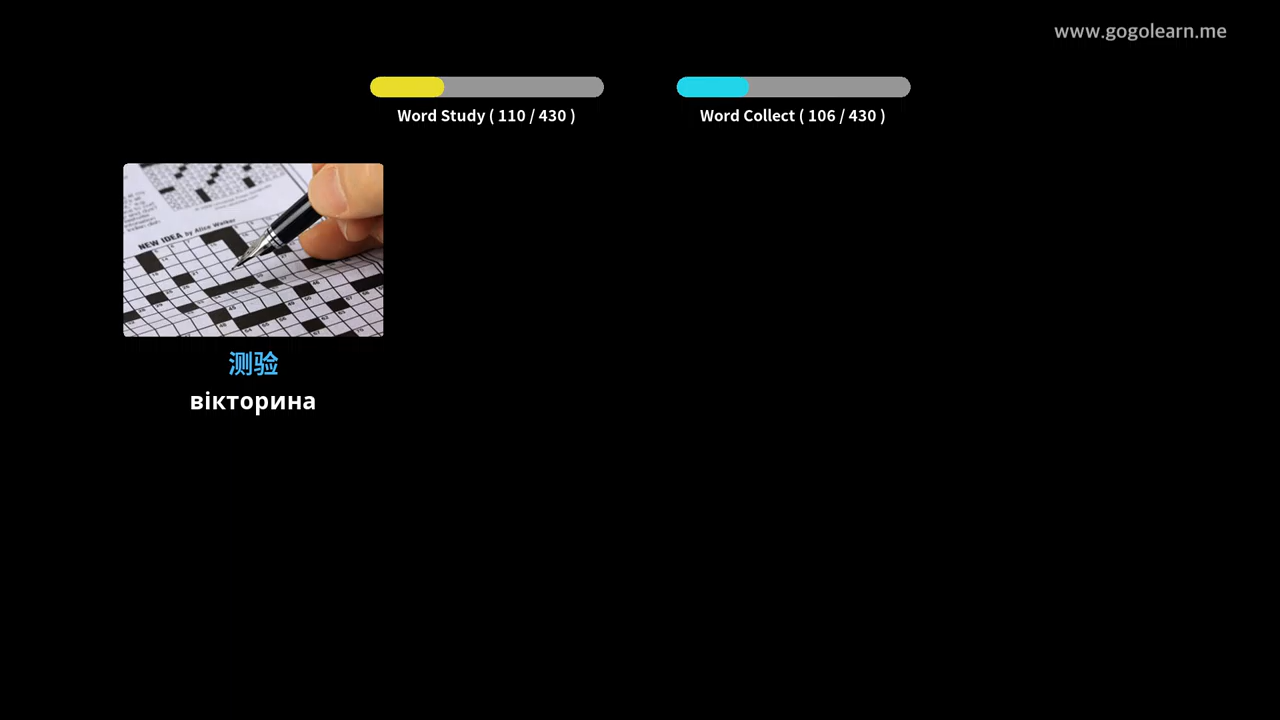 www.gogolearn.me
Word Study ( 110 / 430 )
Word Collect ( 106 / 430 )
NEW IDEA by Alice Walker
测验
вікторина